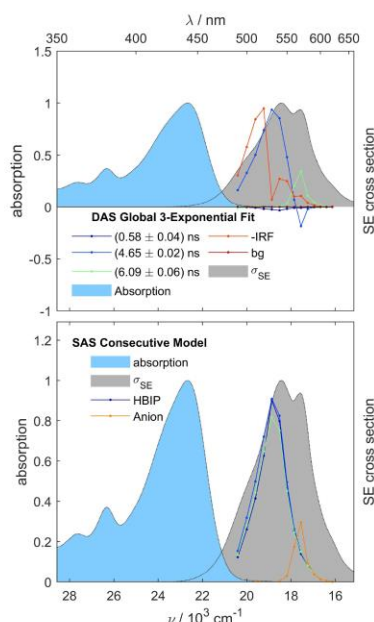 λ / nm
350 400 450 500 550 600 650
1.5
1
0.5
0
-0.5
-1
absorption
SE cross section
DAS Global 3-Exponential Fit
(0.58 ± 0.04) ns
(4.65 ± 0.02) ns
(6.09 ± 0.06) ns
Absorption
-IRF
bg
σSE
SAS Consecutive Model
absorption
σSE
HBIP
Anion
1.2
1
0.8
0.6
0.4
0.2
0
absorption
SE cross section
28 26 24 22 20 18 16
ν / 10³ cm⁻¹